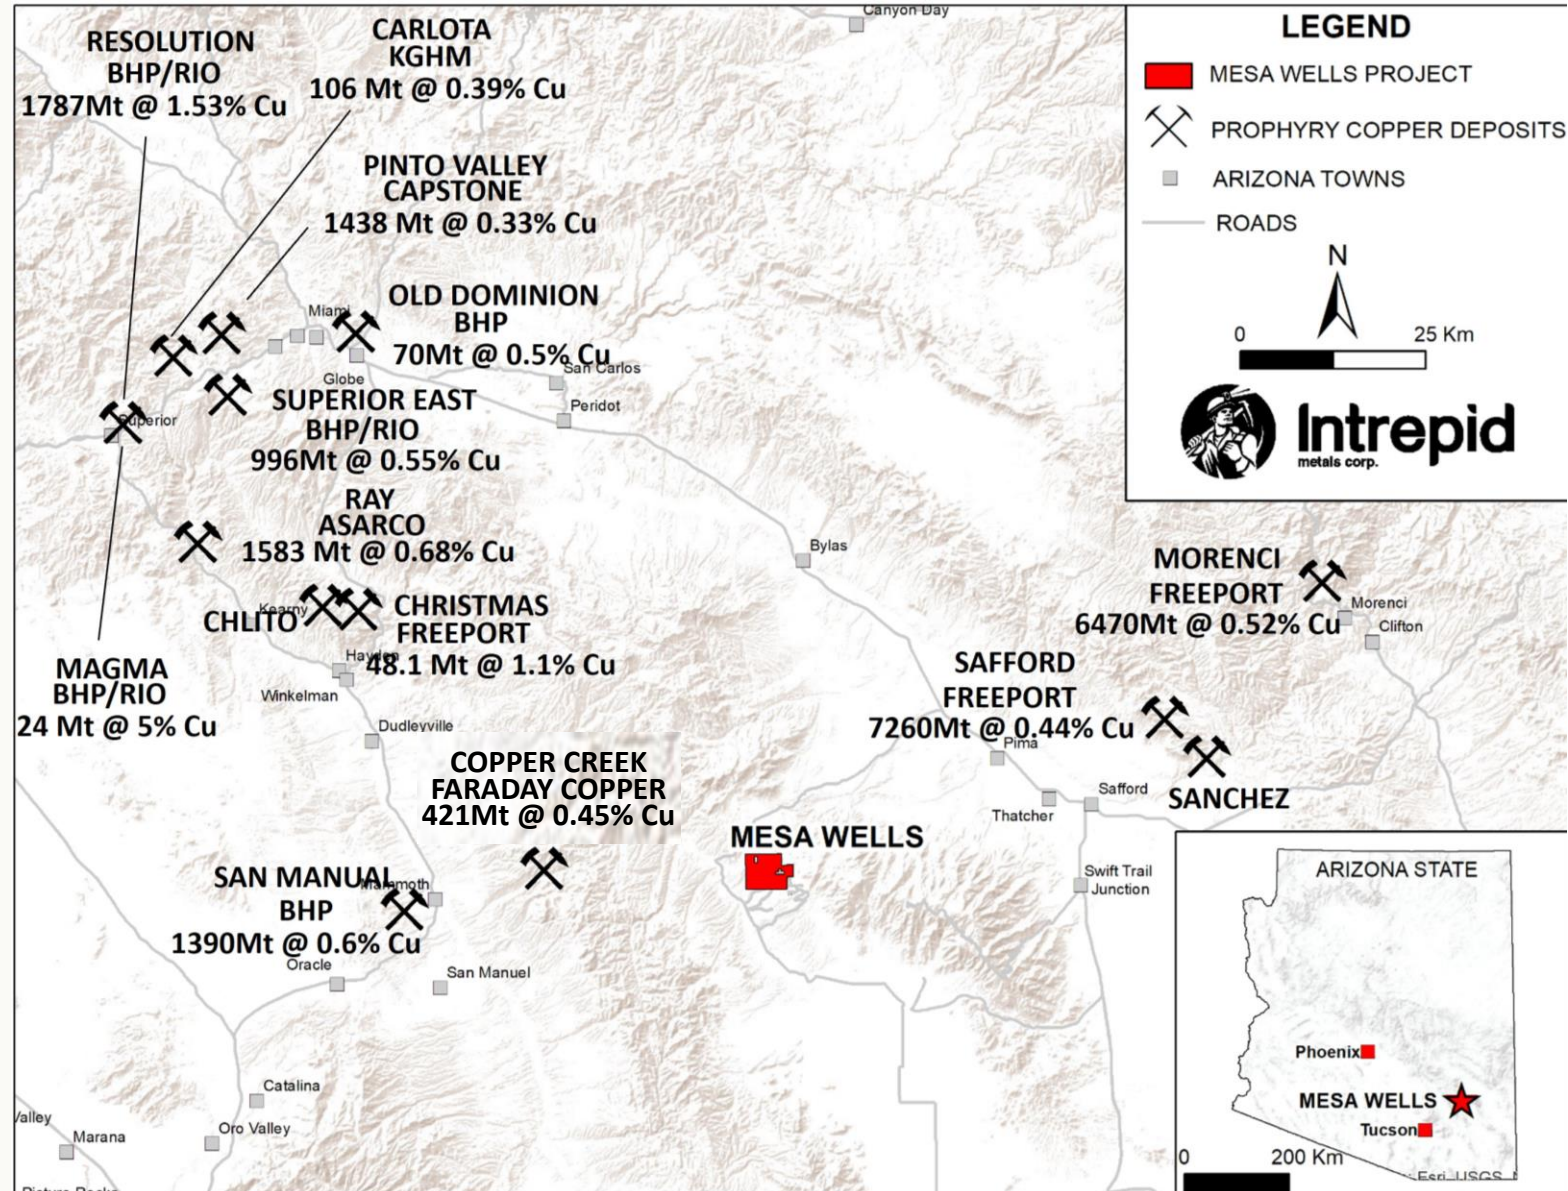 Canyon Day
RESOLUTION
BHP/RIO
1787Mt @ 1.53% Cu
CARLOTA
KGHM
106 Mt @ 0.39% Cu
PINTO VALLEY
CAPSTONE
1438 Mt @ 0.33% Cu
Miami
OLD DOMINION
BHP
70Mt @ 0.5% Cu
Globe
San Carlos
Peridot
Superior
SUPERIOR EAST
BHP/RIO
996Mt @ 0.55% Cu
RAY
ASARCO
1583 Mt @ 0.68% Cu
Bylas
Kearny
CHLITO
CHRISTMAS
FREEPORT
48.1 Mt @ 1.1% Cu
Hayden
Winkelman
MAGMA
BHP/RIO
24 Mt @ 5% Cu
Dudleyville
COPPER CREEK
FARADAY COPPER
421Mt @ 0.45% Cu
MORENCI
FREEPORT
6470Mt @ 0.52% Cu
Morenci
Clifton
SAFFORD
FREEPORT
7260Mt @ 0.44% Cu
Pima
SANCHEZ
Safford
Thatcher
MESA WELLS
Swift Trail
Junction
SAN MANUAL
Mammoth
BHP
1390Mt @ 0.6% Cu
Oracle
San Manuel
Catalina
Oro Valley
Valley
Marana
LEGEND
MESA WELLS PROJECT
PROPHYRY COPPER DEPOSITS
ARIZONA TOWNS
ROADS
N
0 25 Km
Intrepid
metals corp.
ARIZONA STATE
Phoenix
MESA WELLS
Tucson
0 200 Km
Esri, USGS